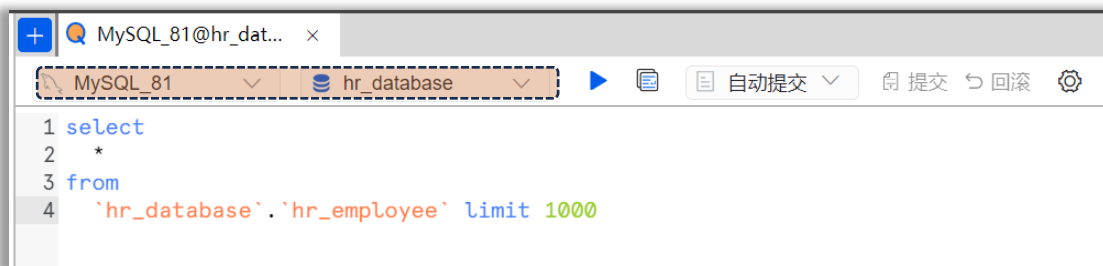 MySQL_81@hr_dat...
MySQL_81 hr_database 自动提交 提交 回滚
1 select
2 *
3 from
4 `hr_database`.`hr_employee` limit 1000